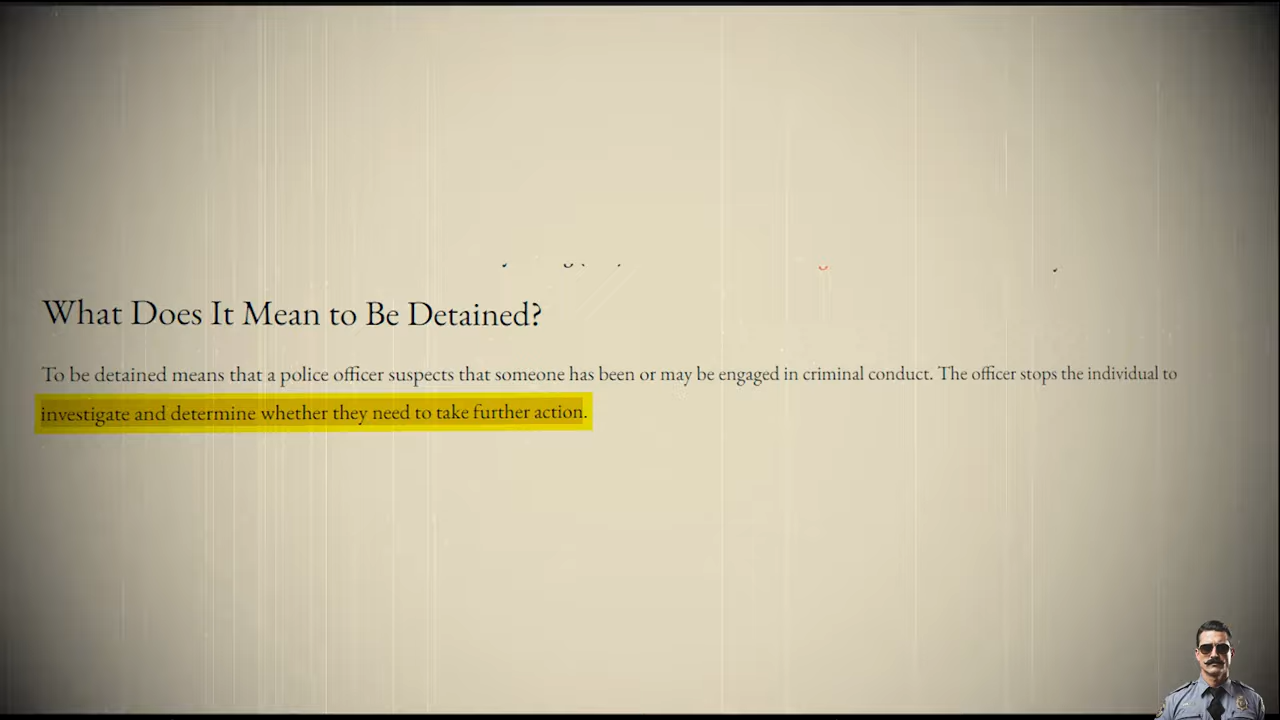 What Does It Mean to Be Detained?
To be detained means that a police officer suspects that someone has been or may be engaged in criminal conduct. The officer stops the individual to
investigate and determine whether they need to take further action.